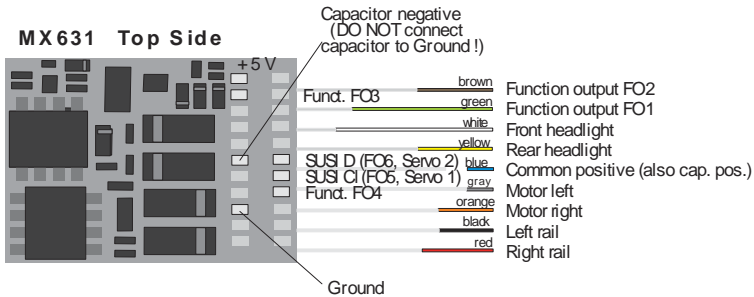 Capacitor negative
(DO NOT connect
capacitor to Ground !)
MX631 Top Side
+5V
brown Function output FO2
Funct. FO3
green Function output FO1
white Front headlight
yellow Rear headlight
SUSI D (FO6, Servo 2) blue Common positive (also cap. pos.)
SUSI Cl (FO5, Servo 1) gray Motor left
Funct. FO4
orange Motor right
black Left rail
red Right rail
Ground